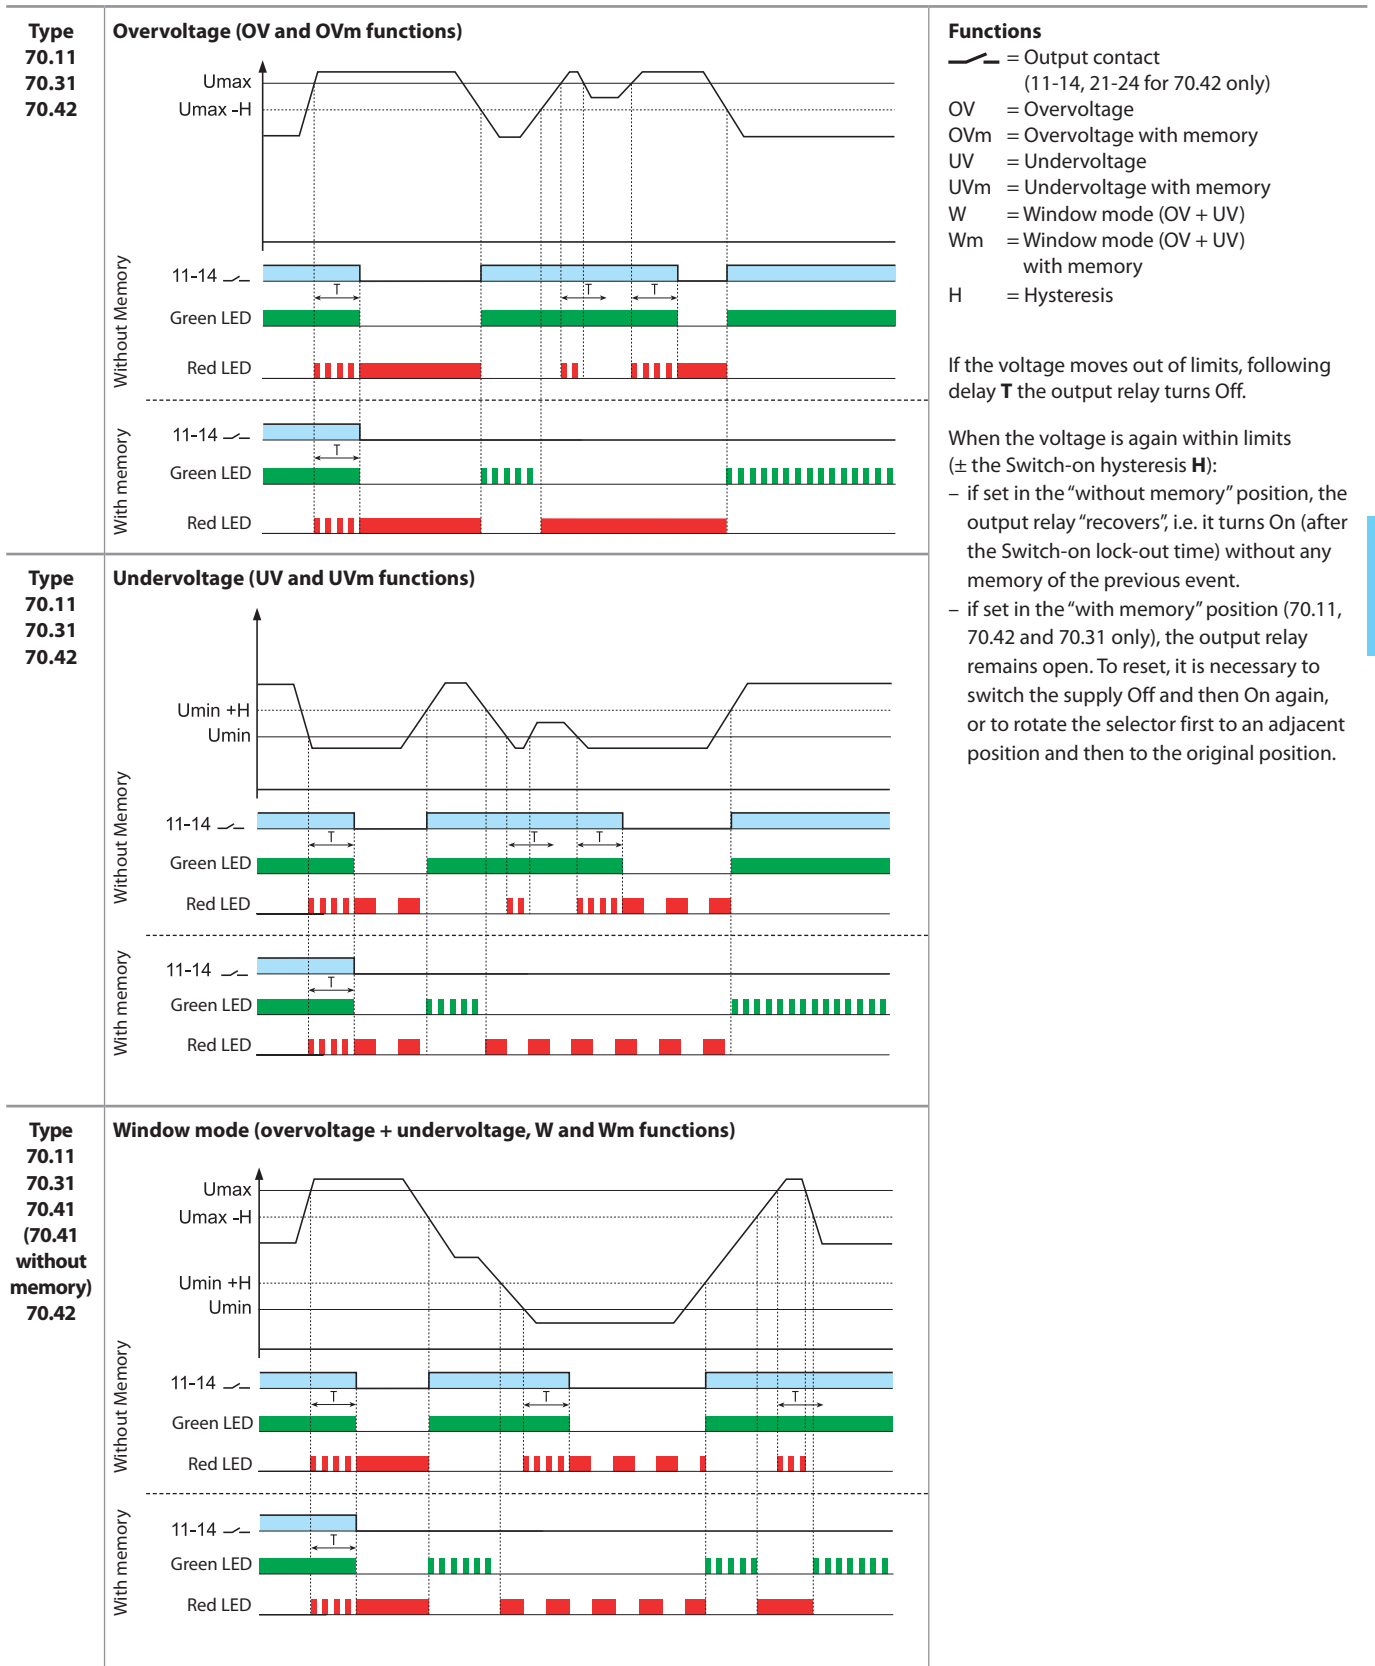 Type
70.11
70.31
70.42
Overvoltage (OV and OVm functions)
Umax
Umax -H
Without Memory
11-14
T
T
T
Green LED
Red LED
With memory
11-14
T
Green LED
Red LED
Type
70.11
70.31
70.42
Undervoltage (UV and UVm functions)
Umin +H
Umin
Without Memory
11-14
T
T
T
Green LED
Red LED
With memory
11-14
T
Green LED
Red LED
Type
70.11
70.31
70.41
(70.41
without
memory)
70.42
Window mode (overvoltage + undervoltage, W and Wm functions)
Umax
Umax -H
Umin +H
Umin
Without Memory
11-14
T
T
T
Green LED
Red LED
With memory
11-14
T
Green LED
Red LED
Functions
= Output contact
(11-14, 21-24 for 70.42 only)
OV = Overvoltage
OVm = Overvoltage with memory
UV = Undervoltage
UVm = Undervoltage with memory
W = Window mode (OV + UV)
Wm = Window mode (OV + UV)
with memory
H = Hysteresis
If the voltage moves out of limits, following
delay T the output relay turns Off.
When the voltage is again within limits
(± the Switch-on hysteresis H):
– if set in the “without memory” position, the
output relay “recovers”, i.e. it turns On (after
the Switch-on lock-out time) without any
memory of the previous event.
– if set in the “with memory” position (70.11,
70.42 and 70.31 only), the output relay
remains open. To reset, it is necessary to
switch the supply Off and then On again,
or to rotate the selector first to an adjacent
position and then to the original position.